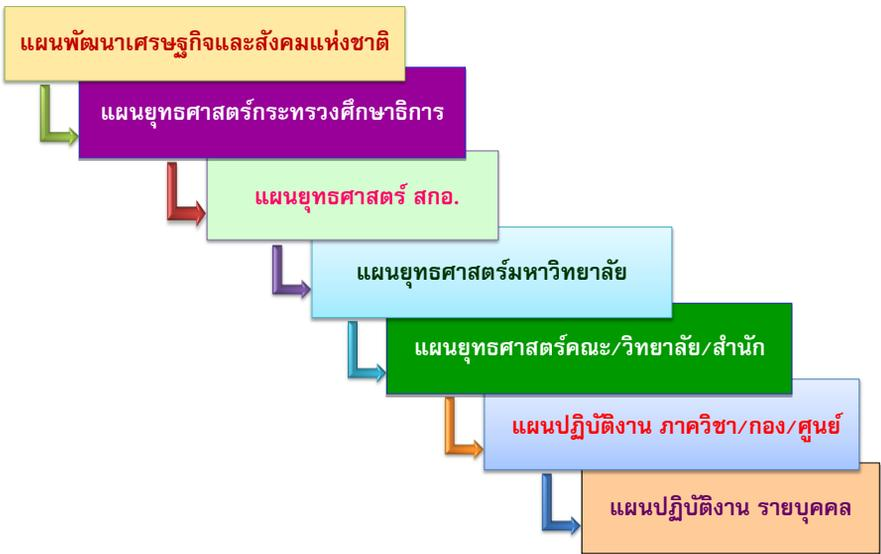 แผนพัฒนาเศรษฐกิจและสังคมแห่งชาติ
แผนยุทธศาสตร์กระทรวงศึกษาธิการ
แผนยุทธศาสตร์ สกอ.
แผนยุทธศาสตร์มหาวิทยาลัย
แผนยุทธศาสตร์คณะ/วิทยาลัย/สำนัก
แผนปฏิบัติงาน ภาควิชา/กอง/ศูนย์
แผนปฏิบัติงาน รายบุคคล